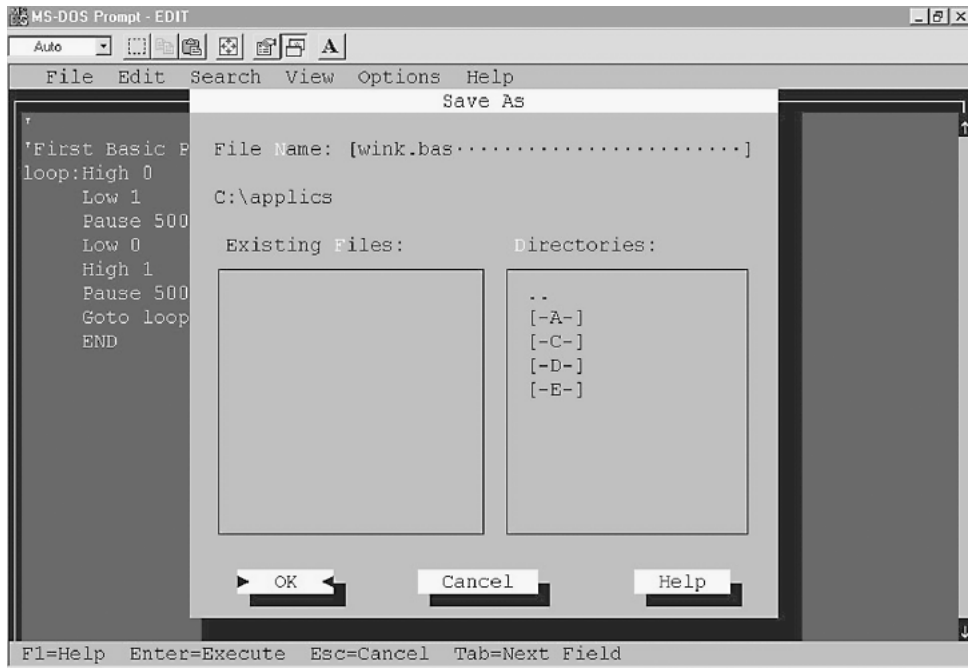 MS-DOS Prompt - EDIT
Auto
A
File Edit Search View Options Help
Save As
'
'First Basic P
loop:High 0
Low 1
Pause 500
Low 0
High 1
Pause 500
Goto loop
END
File Name: [wink.bas························]
C:\applics
Existing Files:
Directories:
..
[-A-]
[-C-]
[-D-]
[-E-]
OK
Cancel
Help
F1=Help Enter=Execute Esc=Cancel Tab=Next Field